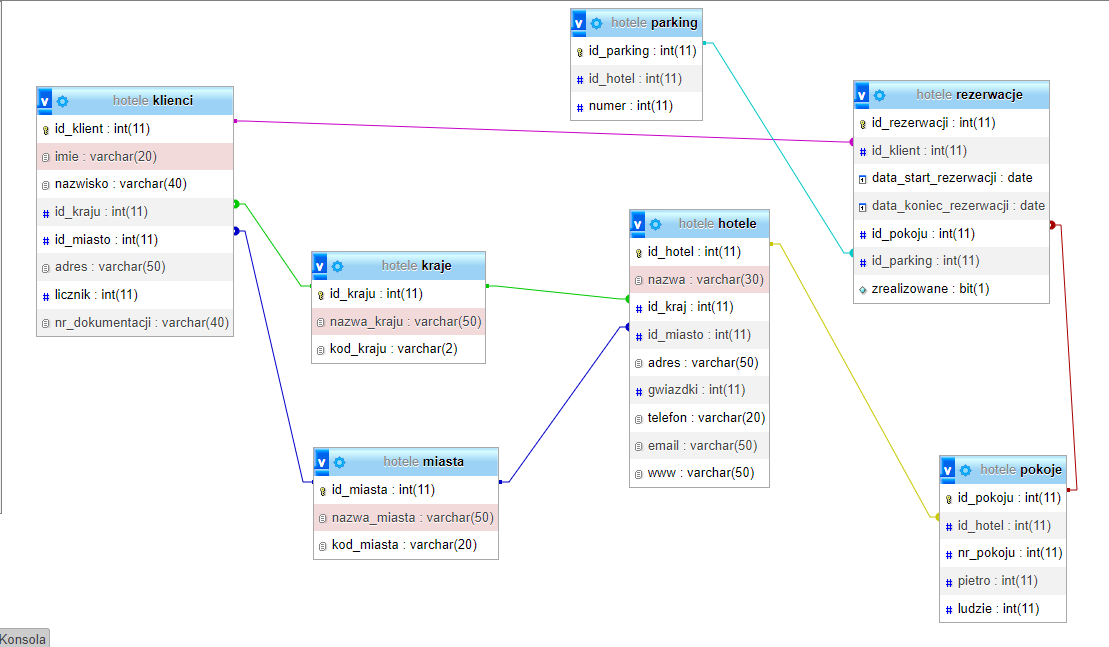 hotele parking
id_parking : int(11)
id_hotel : int(11)
numer : int(11)
hotele klienci
id_klient : int(11)
imie : varchar(20)
nazwisko : varchar(40)
id_kraju : int(11)
id_miasto : int(11)
adres : varchar(50)
licznik : int(11)
nr_dokumentacji : varchar(40)
hotele rezerwacje
id_rezerwacji : int(11)
id_klient : int(11)
data_start_rezerwacji : date
data_koniec_rezerwacji : date
id_pokoju : int(11)
id_parking : int(11)
zrealizowane : bit(1)
hotele kraje
id_kraju : int(11)
nazwa_kraju : varchar(50)
kod_kraju : varchar(2)
hotele hotele
id_hotel : int(11)
nazwa : varchar(30)
id_kraj : int(11)
id_miasto : int(11)
adres : varchar(50)
gwiazdki : int(11)
telefon : varchar(20)
email : varchar(50)
www : varchar(50)
hotele miasta
id_miasta : int(11)
nazwa_miasta : varchar(50)
kod_miasta : varchar(20)
hotele pokoje
id_pokoju : int(11)
id_hotel : int(11)
nr_pokoju : int(11)
pietro : int(11)
ludzie : int(11)
Konsola